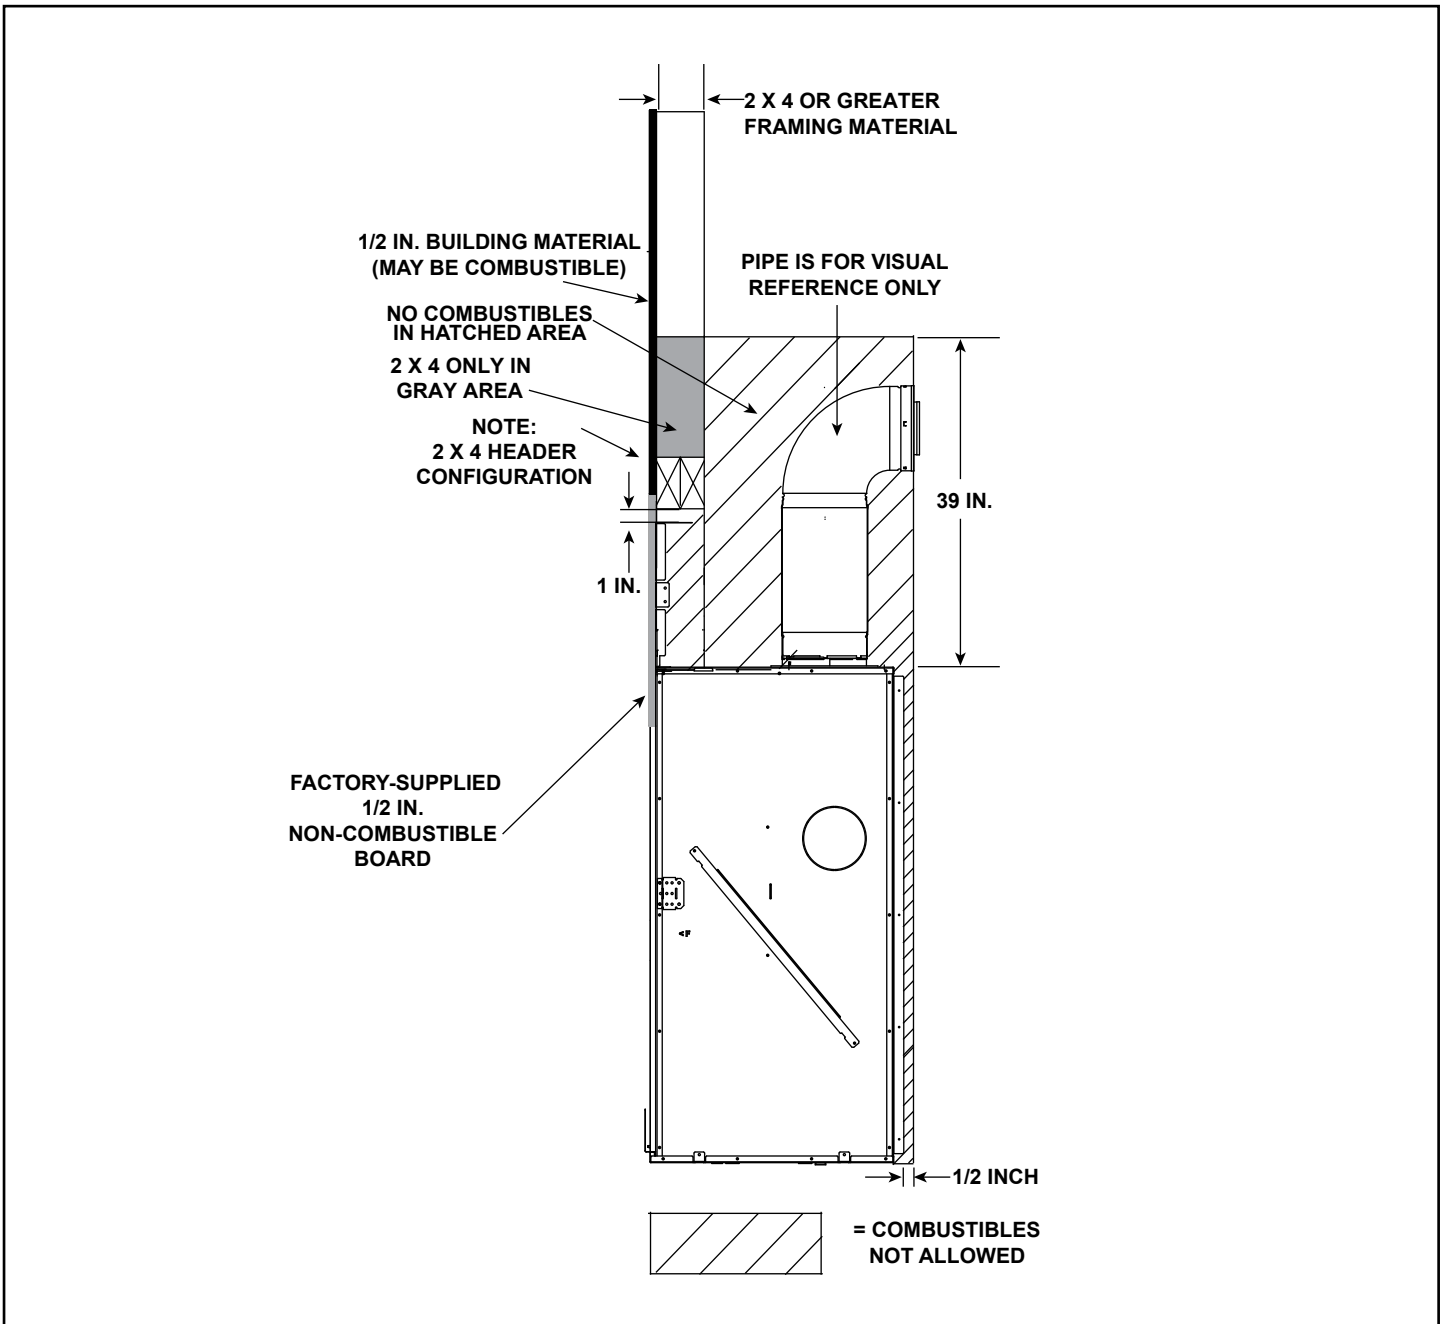 2 X 4 OR GREATER
FRAMING MATERIAL
1/2 IN. BUILDING MATERIAL
(MAY BE COMBUSTIBLE)
PIPE IS FOR VISUAL
REFERENCE ONLY
NO COMBUSTIBLES
IN HATCHED AREA
2 X 4 ONLY IN
GRAY AREA
NOTE:
2 X 4 HEADER
CONFIGURATION
39 IN.
1 IN.
FACTORY-SUPPLIED
1/2 IN.
NON-COMBUSTIBLE
BOARD
1/2 INCH
= COMBUSTIBLES
NOT ALLOWED